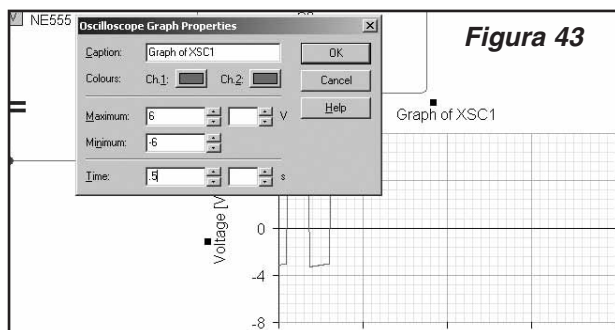 NE555
Oscilloscope Graph Properties
Figura 43
Caption: Graph of XSC1 OK
Colours: Ch.1: Ch.2: Cancel
Maximum: 6 V Help
Minimum: -6
Time: .5 s
Graph of XSC1
Voltage [V
0
-4
-8